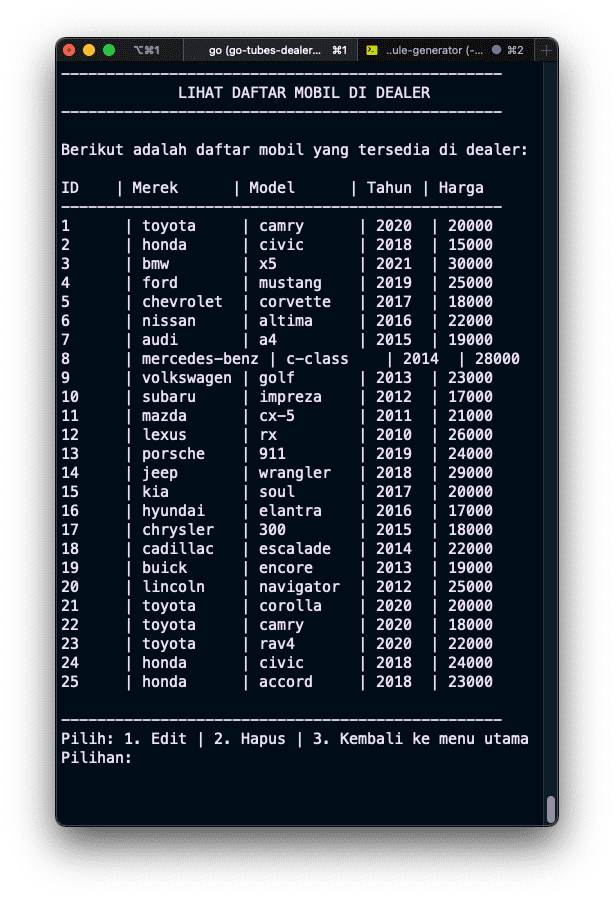 ⌥⌘1 go (go-tubes-dealer... ⌘1 ..ule-generator (-... ⌘2
LIHAT DAFTAR MOBIL DI DEALER
Berikut adalah daftar mobil yang tersedia di dealer:
ID | Merek | Model | Tahun | Harga
1 | toyota | camry | 2020 | 20000
2 | honda | civic | 2018 | 15000
3 | bmw | x5 | 2021 | 30000
4 | ford | mustang | 2019 | 25000
5 | chevrolet | corvette | 2017 | 18000
6 | nissan | altima | 2016 | 22000
7 | audi | a4 | 2015 | 19000
8 | mercedes-benz | c-class | 2014 | 28000
9 | volkswagen | golf | 2013 | 23000
10 | subaru | impreza | 2012 | 17000
11 | mazda | cx-5 | 2011 | 21000
12 | lexus | rx | 2010 | 26000
13 | porsche | 911 | 2019 | 24000
14 | jeep | wrangler | 2018 | 29000
15 | kia | soul | 2017 | 20000
16 | hyundai | elantra | 2016 | 17000
17 | chrysler | 300 | 2015 | 18000
18 | cadillac | escalade | 2014 | 22000
19 | buick | encore | 2013 | 19000
20 | lincoln | navigator | 2012 | 25000
21 | toyota | corolla | 2020 | 20000
22 | toyota | camry | 2020 | 18000
23 | toyota | rav4 | 2020 | 22000
24 | honda | civic | 2018 | 24000
25 | honda | accord | 2018 | 23000
Pilih: 1. Edit | 2. Hapus | 3. Kembali ke menu utama
Pilihan: